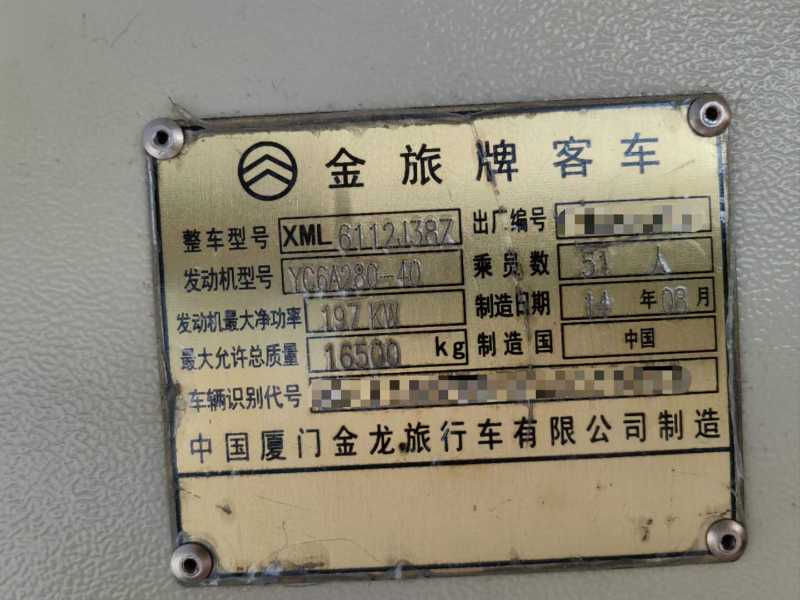 金旅牌客车
整车型号 XML6112J38Z 出厂编号
发动机型号 YC6A280-40 乘员数 51 人
发动机最大净功率 197 KW 制造日期 14 年 08 月
最大允许总质量 16500 kg 制造国 中国
车辆识别代号
中国厦门金龙旅行车有限公司制造